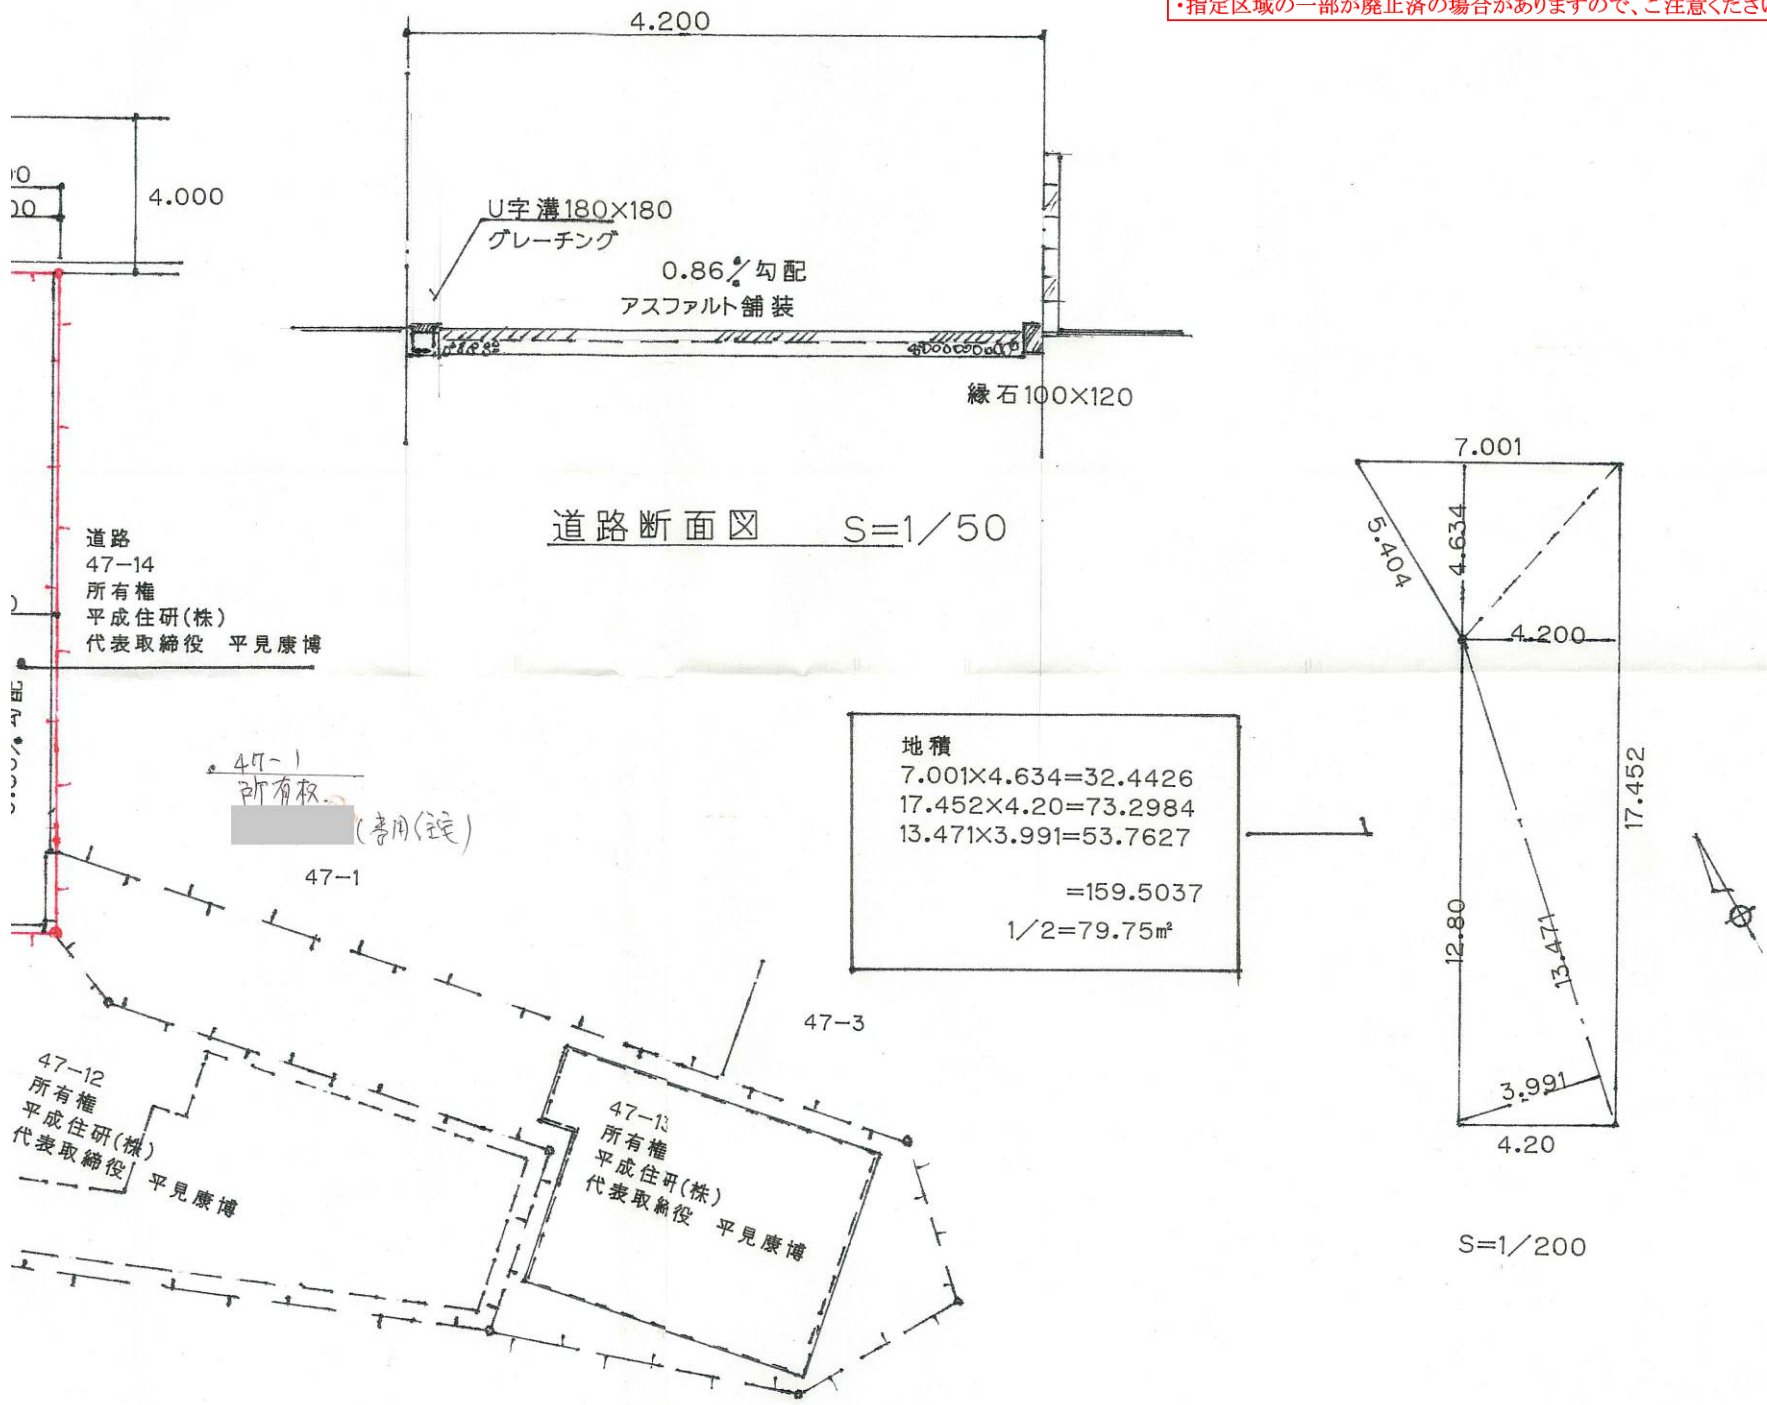 ・指定区域の一部が廃止済の場合がありますので、ご注意くださ
4.200
4.000
U字溝180×180
グレーチング
0.86% 勾配
アスファルト舗装
縁石100×120
道路断面図 S=1/50
道路
47-14
所有権
平成住研(株)
代表取締役 平見康博
勾配
47-1
所有权
(専用住宅)
47-1
地積
7.001×4.634=32.4426
17.452×4.20=73.2984
13.471×3.991=53.7627
=159.5037
1/2=79.75㎡
7.001
5.404
4.634
4.200
17.452
12.80
13.471
3.991
4.20
S=1/200
47-3
47-12
所有権
平成住研(株)
代表取締役 平見康博
47-13
所有権
平成住研(株)
代表取締役 平見康博